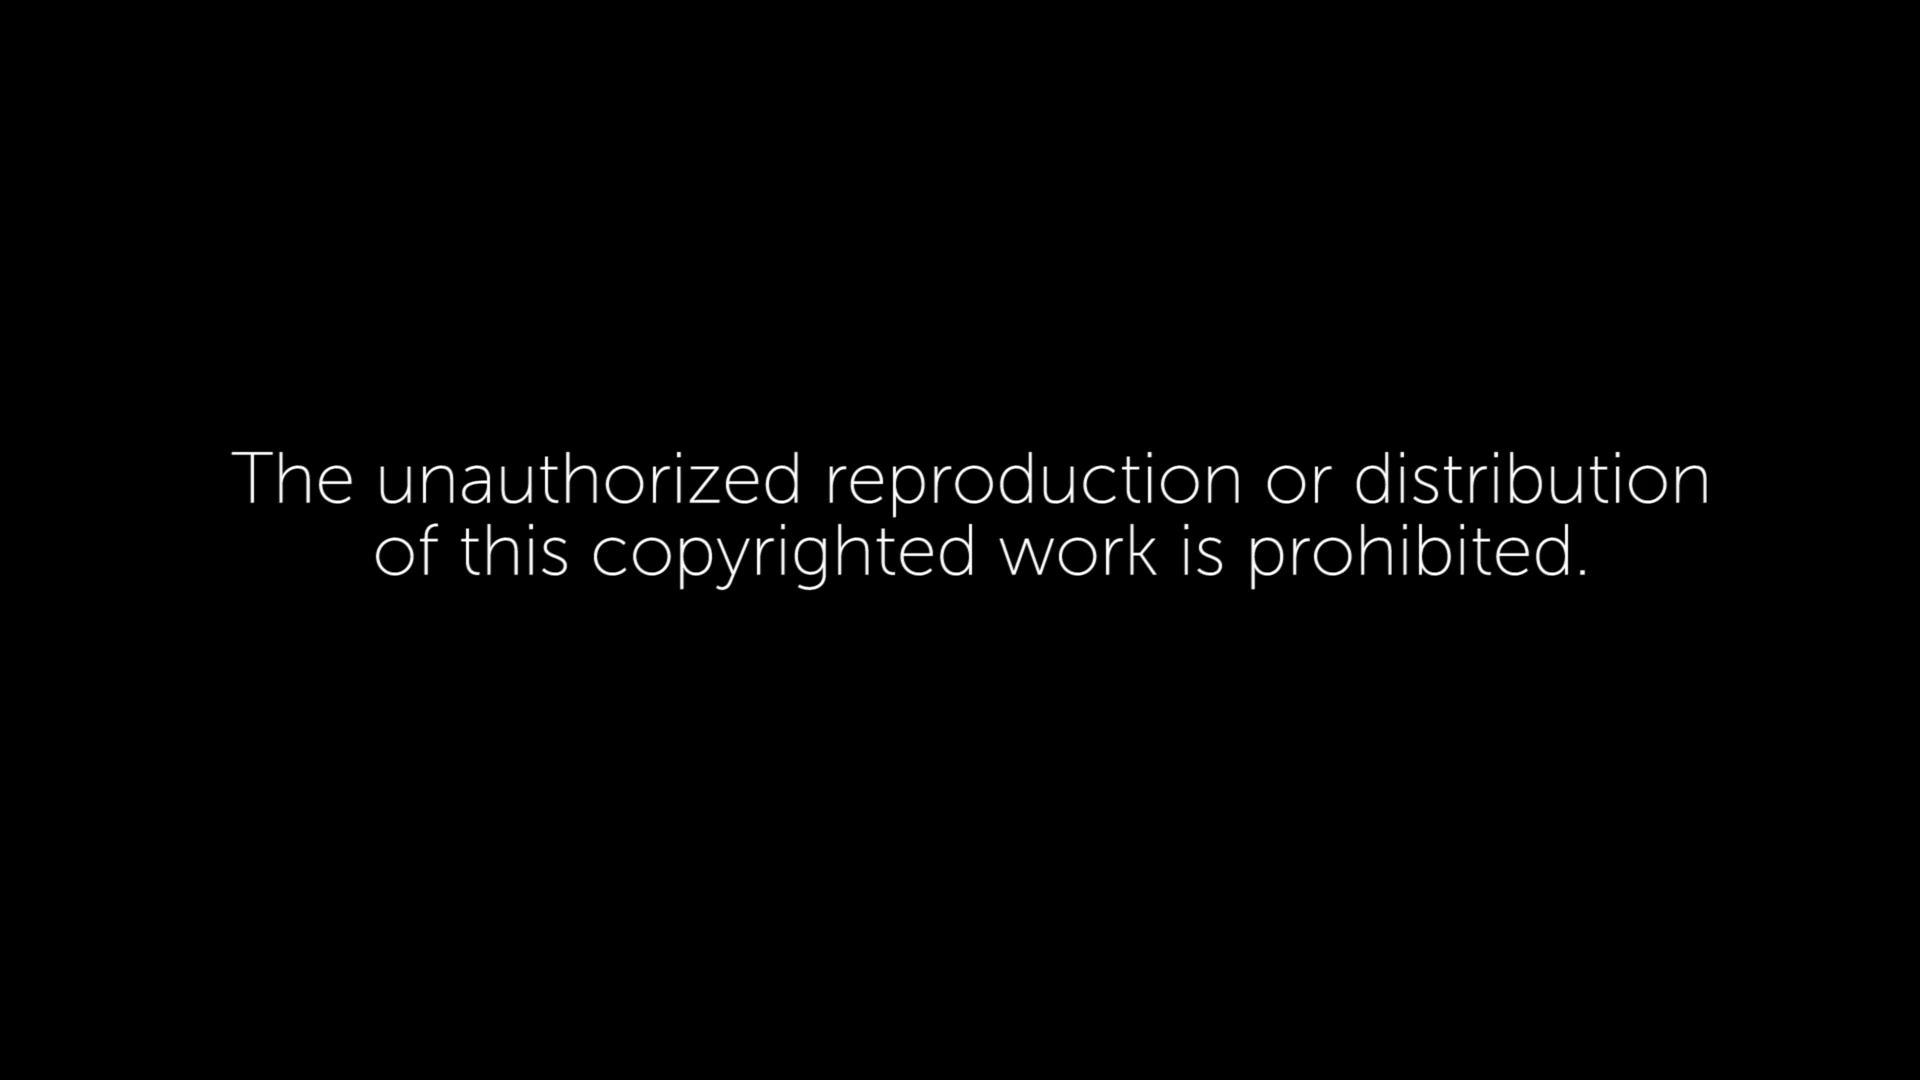 The unauthorized reproduction or distribution
of this copyrighted work is prohibited.